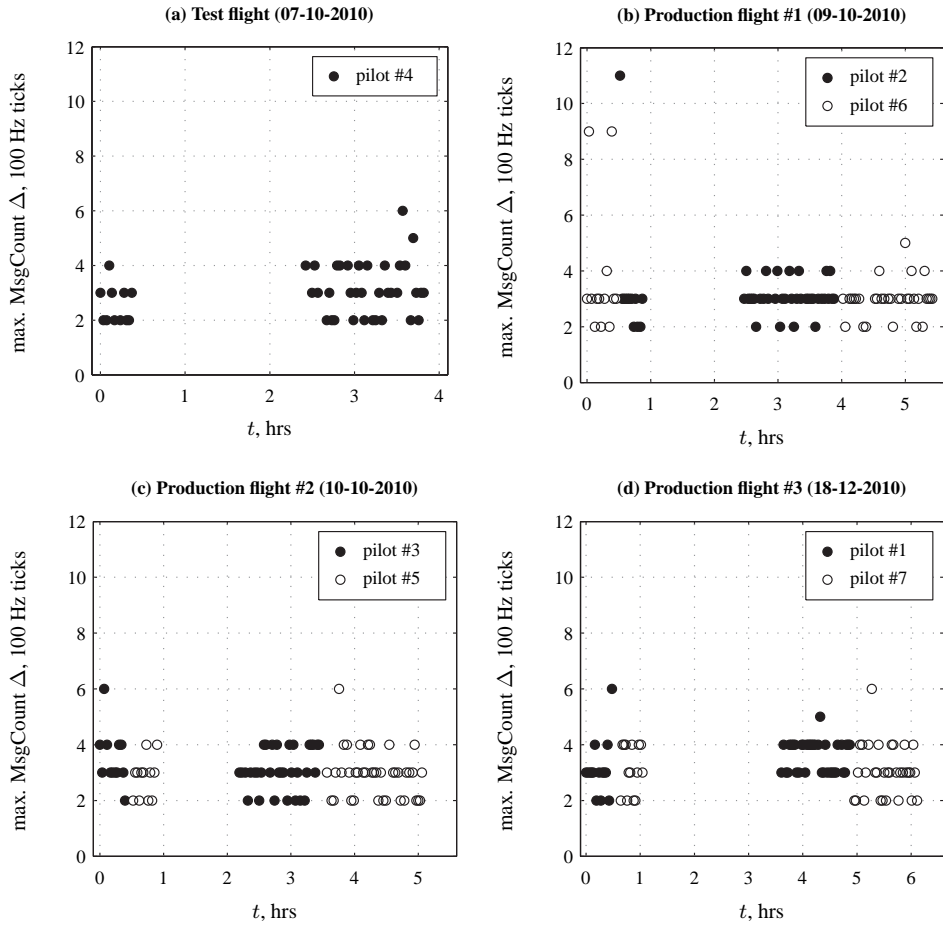 (a) Test flight (07-10-2010)
max. MsgCount Δ, 100 Hz ticks
12
10
8
6
4
2
0
pilot #4
0 1 2 3 4
t, hrs
(b) Production flight #1 (09-10-2010)
max. MsgCount Δ, 100 Hz ticks
12
10
8
6
4
2
0
pilot #2
pilot #6
0 1 2 3 4 5
t, hrs
(c) Production flight #2 (10-10-2010)
max. MsgCount Δ, 100 Hz ticks
12
10
8
6
4
2
0
pilot #3
pilot #5
0 1 2 3 4 5
t, hrs
(d) Production flight #3 (18-12-2010)
max. MsgCount Δ, 100 Hz ticks
12
10
8
6
4
2
0
pilot #1
pilot #7
0 1 2 3 4 5 6
t, hrs